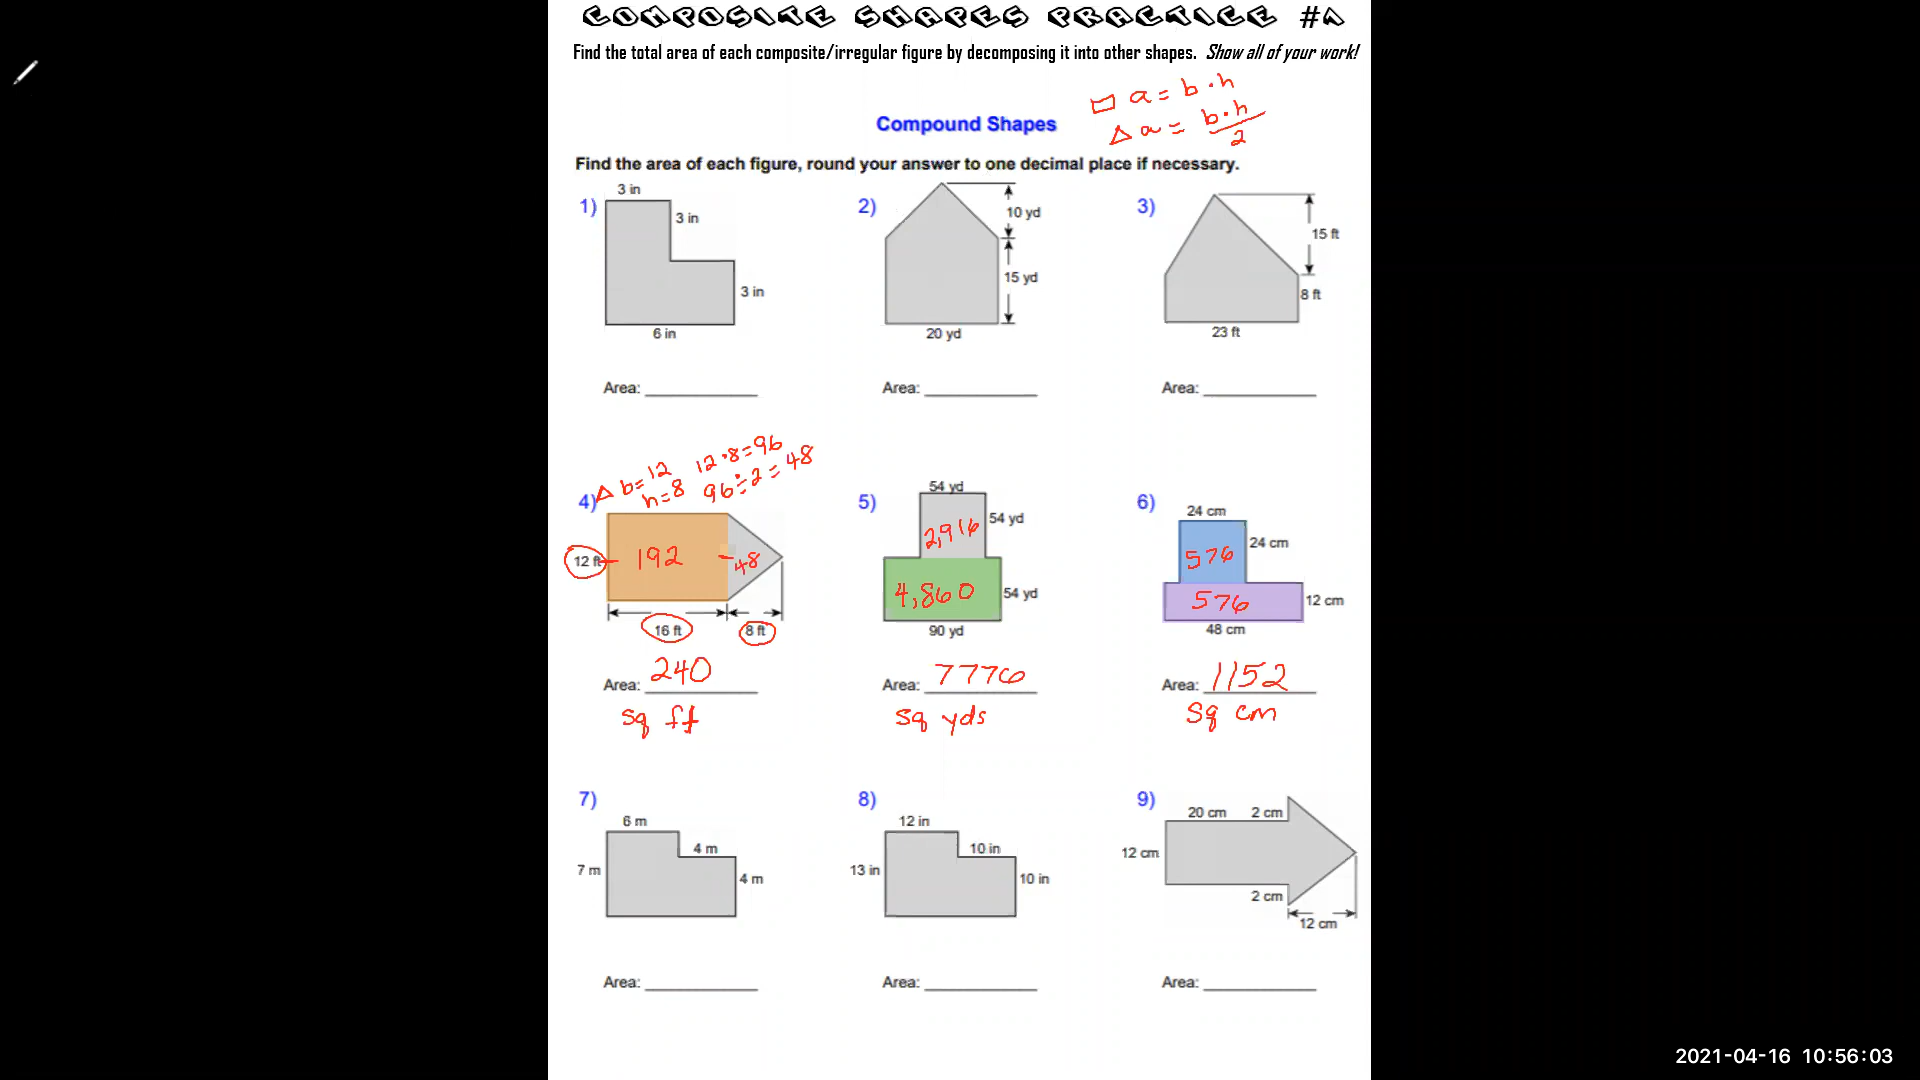 COMPOSITE SHAPES PRACTICE #1
Find the total area of each composite/irregular figure by decomposing it into other shapes. Show all of your work!
a = b·h
Compound Shapes
△ a = b·h
2
Find the area of each figure, round your answer to one decimal place if necessary.
1)
3 in
3 in
3 in
6 in
Area:
2)
10 yd
15 yd
20 yd
Area:
3)
15 ft
8 ft
23 ft
Area:
△ b=12 12·8=96
h=8 96÷2=48
4)
12 ft
192
48
16 ft
8 ft
Area: 240
sq ft
5)
54 yd
54 yd
2,916
4,860
54 yd
90 yd
Area: 7776
sq yds
6)
24 cm
24 cm
576
576
12 cm
48 cm
Area: 1152
sq cm
7)
6 m
4 m
7 m
4 m
Area:
8)
12 in
10 in
13 in
10 in
Area:
9)
20 cm 2 cm
12 cm
2 cm
12 cm
Area:
2021-04-16 10:56:03